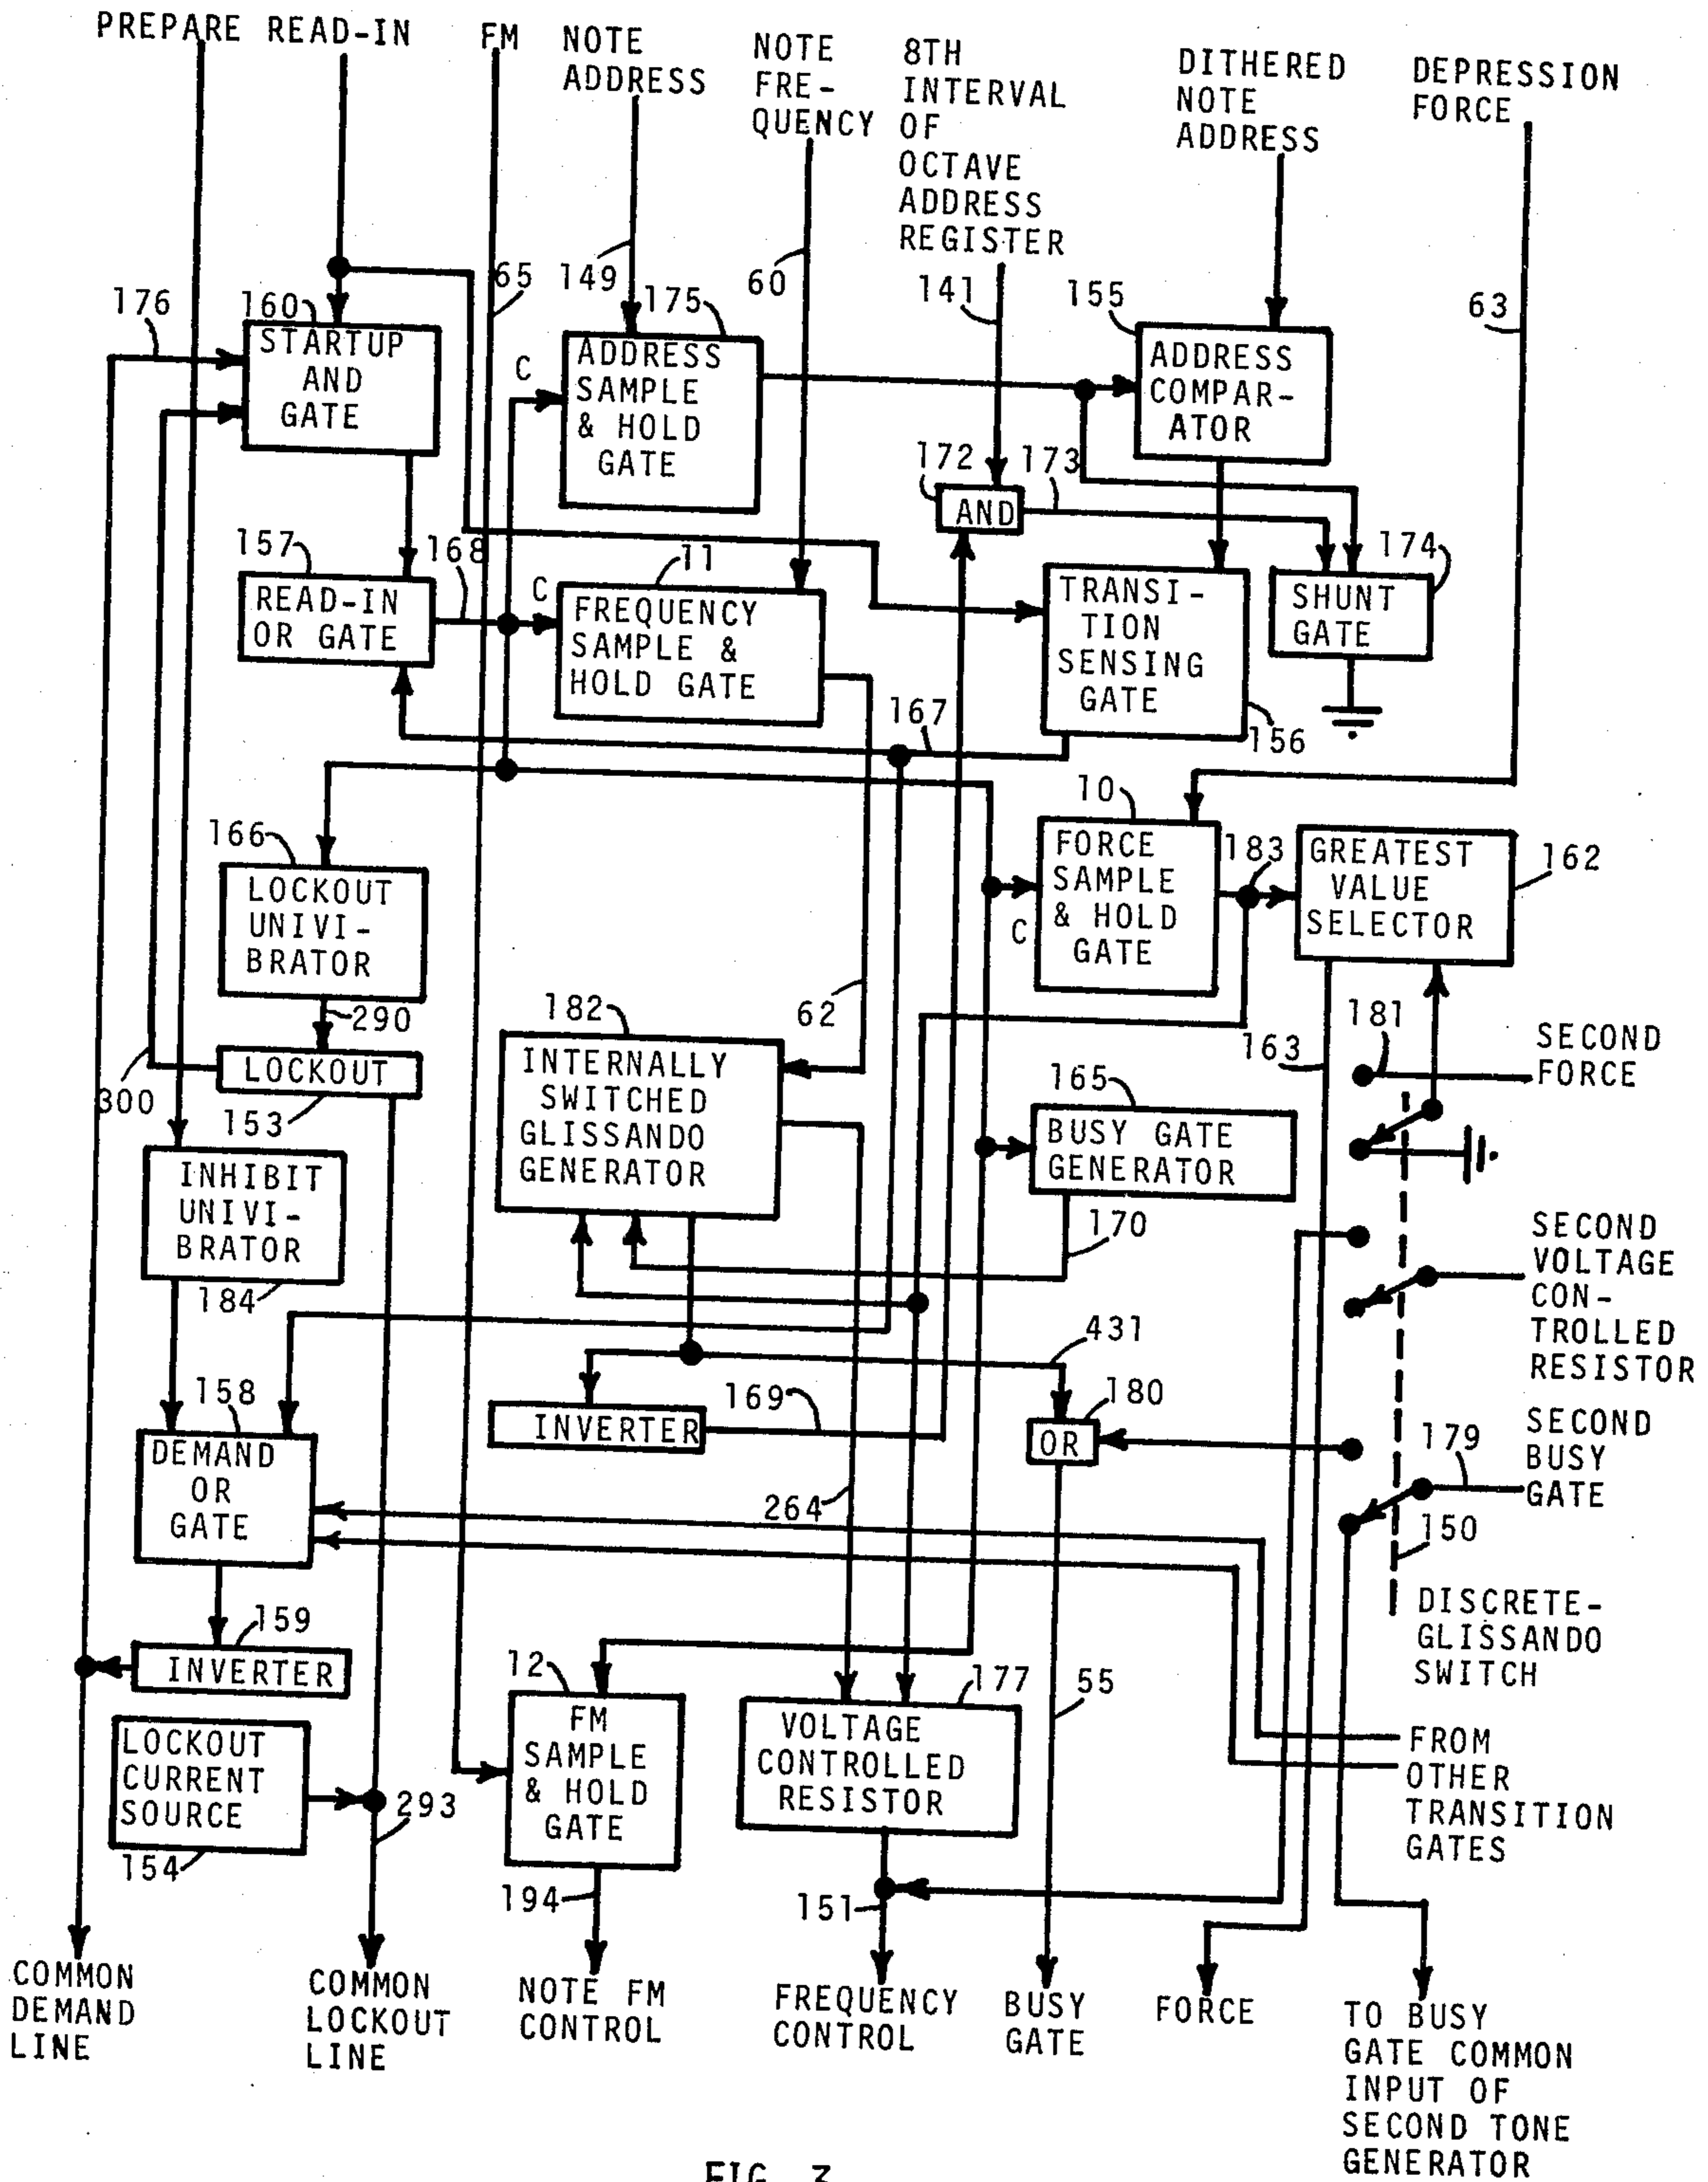 PREPARE READ-IN
FM
NOTE
ADDRESS
NOTE
FRE-
QUENCY
8TH
INTERVAL
OF
OCTAVE
ADDRESS
REGISTER
DITHERED
NOTE
ADDRESS
DEPRESSION
FORCE
176
160
STARTUP
AND
GATE
65
149
175
C
ADDRESS
SAMPLE
& HOLD
GATE
60
141
155
ADDRESS
COMPAR-
ATOR
63
172
AND
173
174
SHUNT
GATE
157
READ-IN
OR GATE
168
C
11
FREQUENCY
SAMPLE &
HOLD GATE
TRANSI-
TION
SENSING
GATE
156
167
166
LOCKOUT
UNIVI-
BRATOR
290
10
FORCE
SAMPLE
& HOLD
GATE
C
183
GREATEST
VALUE
SELECTOR
162
62
182
INTERNALLY
SWITCHED
GLISSANDO
GENERATOR
LOCKOUT
153
300
163
181
SECOND
FORCE
165
BUSY GATE
GENERATOR
170
INHIBIT
UNIVI-
BRATOR
184
SECOND
VOLTAGE
CON-
TROLLED
RESISTOR
431
158
DEMAND
OR
GATE
INVERTER
169
180
OR
179
SECOND
BUSY
GATE
264
150
DISCRETE-
GLISSANDO
SWITCH
159
INVERTER
12
FM
SAMPLE
& HOLD
GATE
177
VOLTAGE
CONTROLLED
RESISTOR
55
LOCKOUT
CURRENT
SOURCE
154
293
FROM
OTHER
TRANSITION
GATES
194
151
COMMON
DEMAND
LINE
COMMON
LOCKOUT
LINE
NOTE FM
CONTROL
FREQUENCY
CONTROL
BUSY
GATE
FORCE
TO BUSY
GATE COMMON
INPUT OF
SECOND TONE
GENERATOR
FIG. 3